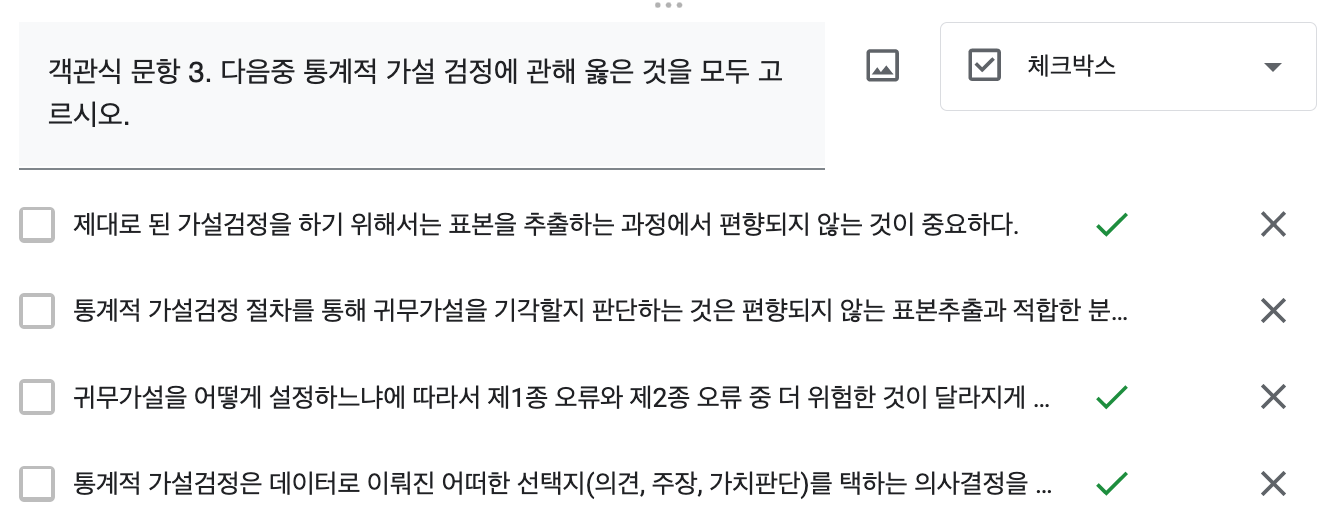 객관식 문항 3. 다음중 통계적 가설 검정에 관해 옳은 것을 모두 고
르시오.
체크박스
제대로 된 가설검정을 하기 위해서는 표본을 추출하는 과정에서 편향되지 않는 것이 중요하다.
통계적 가설검정 절차를 통해 귀무가설을 기각할지 판단하는 것은 편향되지 않는 표본추출과 적합한 분...
귀무가설을 어떻게 설정하느냐에 따라서 제1종 오류와 제2종 오류 중 더 위험한 것이 달라지게 ...
통계적 가설검정은 데이터로 이뤄진 어떠한 선택지(의견, 주장, 가치판단)를 택하는 의사결정을 ...